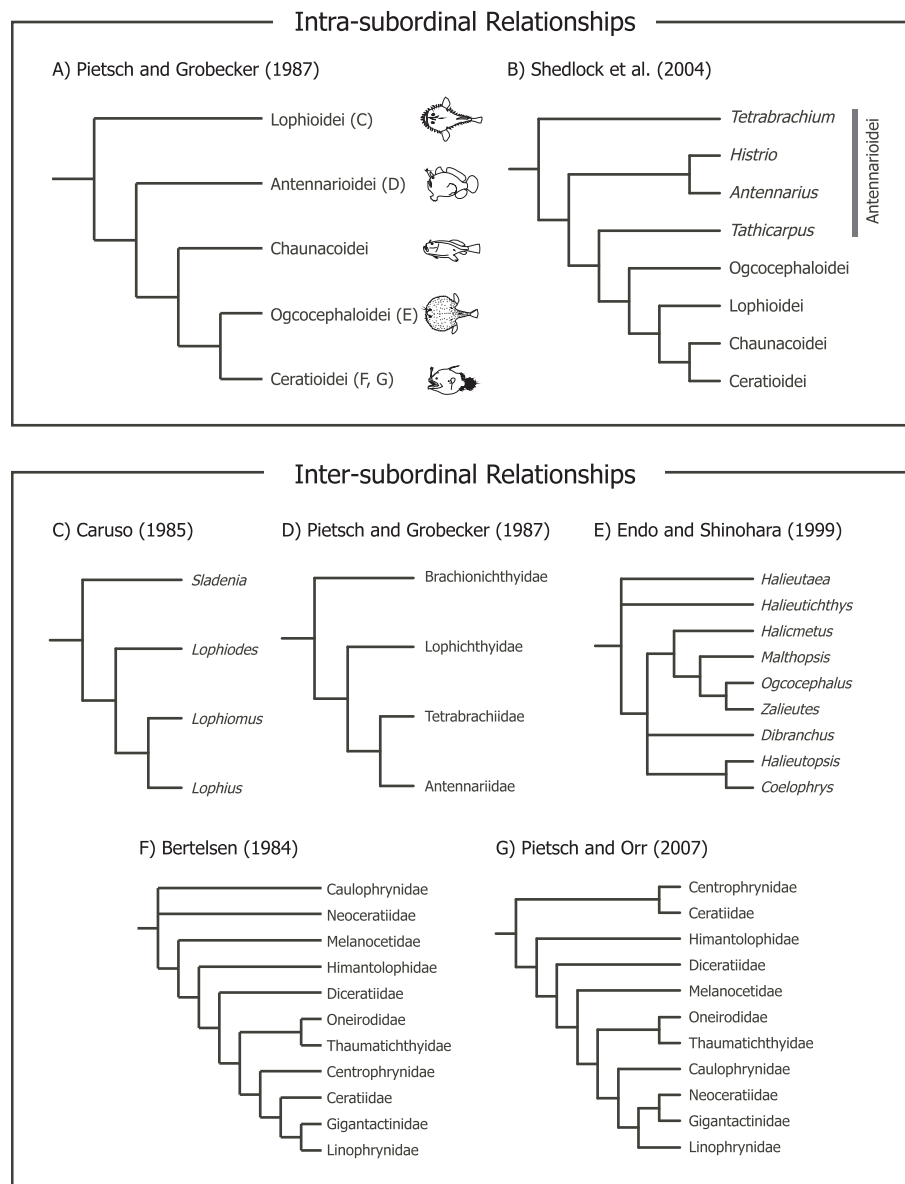 Intra-subordinal Relationships
A) Pietsch and Grobecker (1987)
Lophioidei (C)
Antennarioidei (D)
Chaunacoidei
Ogcocephaloidei (E)
Ceratioidei (F, G)
B) Shedlock et al. (2004)
Tetrabrachium
Histrio
Antennarius
Tathicarpus
Ogcocephaloidei
Lophioidei
Chaunacoidei
Ceratioidei
Antennarioidei
Inter-subordinal Relationships
C) Caruso (1985)
Sladenia
Lophiodes
Lophiomus
Lophius
D) Pietsch and Grobecker (1987)
Brachionichthyidae
Lophichthyidae
Tetrabrachiidae
Antennariidae
E) Endo and Shinohara (1999)
Halieutaea
Halieutichthys
Halicmetus
Malthopsis
Ogcocephalus
Zalieutes
Dibranchus
Halieutopsis
Coelophrys
F) Bertelsen (1984)
Caulophrynidae
Neoceratiidae
Melanocetidae
Himantolophidae
Diceratiidae
Oneirodidae
Thaumatichthyidae
Centrophrynidae
Ceratiidae
Gigantactinidae
Linophrynidae
G) Pietsch and Orr (2007)
Centrophrynidae
Ceratiidae
Himantolophidae
Diceratiidae
Melanocetidae
Oneirodidae
Thaumatichthyidae
Caulophrynidae
Neoceratiidae
Gigantactinidae
Linophrynidae